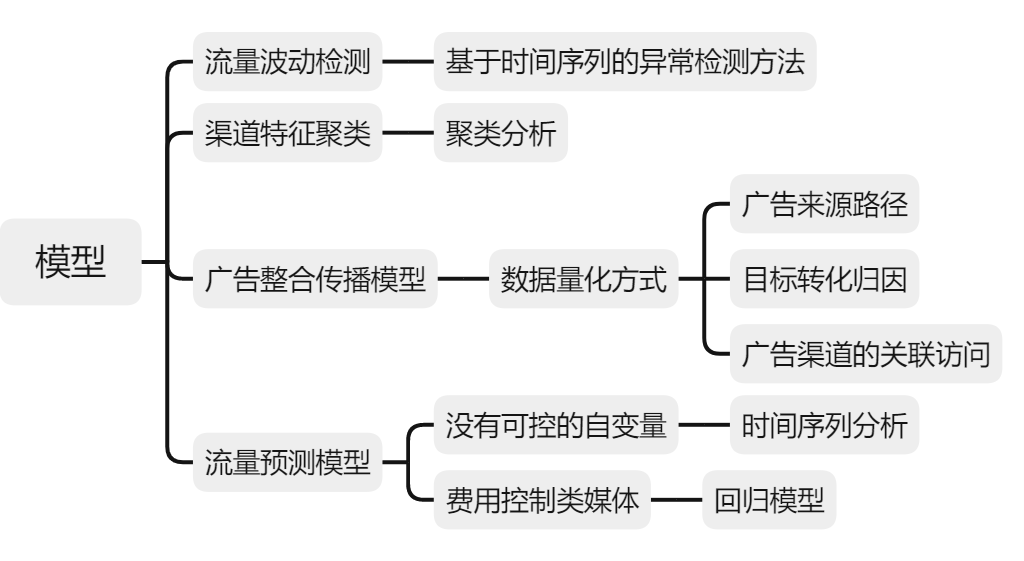 模型
流量波动检测
基于时间序列的异常检测方法
渠道特征聚类
聚类分析
广告整合传播模型
数据量化方式
广告来源路径
目标转化归因
广告渠道的关联访问
流量预测模型
没有可控的自变量
时间序列分析
费用控制类媒体
回归模型